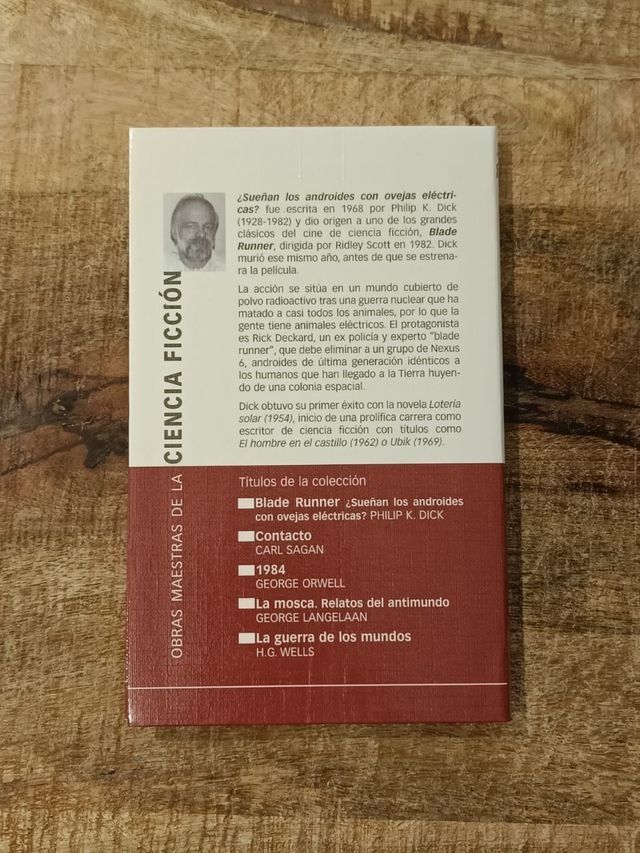 ¿Sueñan los androides con ovejas eléctri-
cas? fue escrita en 1968 por Philip K. Dick
(1928-1982) y dio origen a uno de los grandes
clásicos del cine de ciencia ficción, Blade
Runner, dirigida por Ridley Scott en 1982. Dick
murió ese mismo año, antes de que se estrena-
ra la película.
La acción se sitúa en un mundo cubierto de
polvo radioactivo tras una guerra nuclear que ha
matado a casi todos los animales, por lo que la
gente tiene animales eléctricos. El protagonista
es Rick Deckard, un ex policía y experto "blade
runner", que debe eliminar a un grupo de Nexus
6, androides de última generación idénticos a
los humanos que han llegado a la Tierra huyen-
do de una colonia espacial.
Dick obtuvo su primer éxito con la novela Lotería
solar (1954), inicio de una prolífica carrera como
escritor de ciencia ficción con títulos como
El hombre en el castillo (1962) o Ubik (1969).
OBRAS MAESTRAS DE LA CIENCIA FICCIÓN
Títulos de la colección
Blade Runner ¿Sueñan los androides
con ovejas eléctricas? PHILIP K. DICK
Contacto
CARL SAGAN
1984
GEORGE ORWELL
La mosca. Relatos del antimundo
GEORGE LANGELAAN
La guerra de los mundos
H.G. WELLS